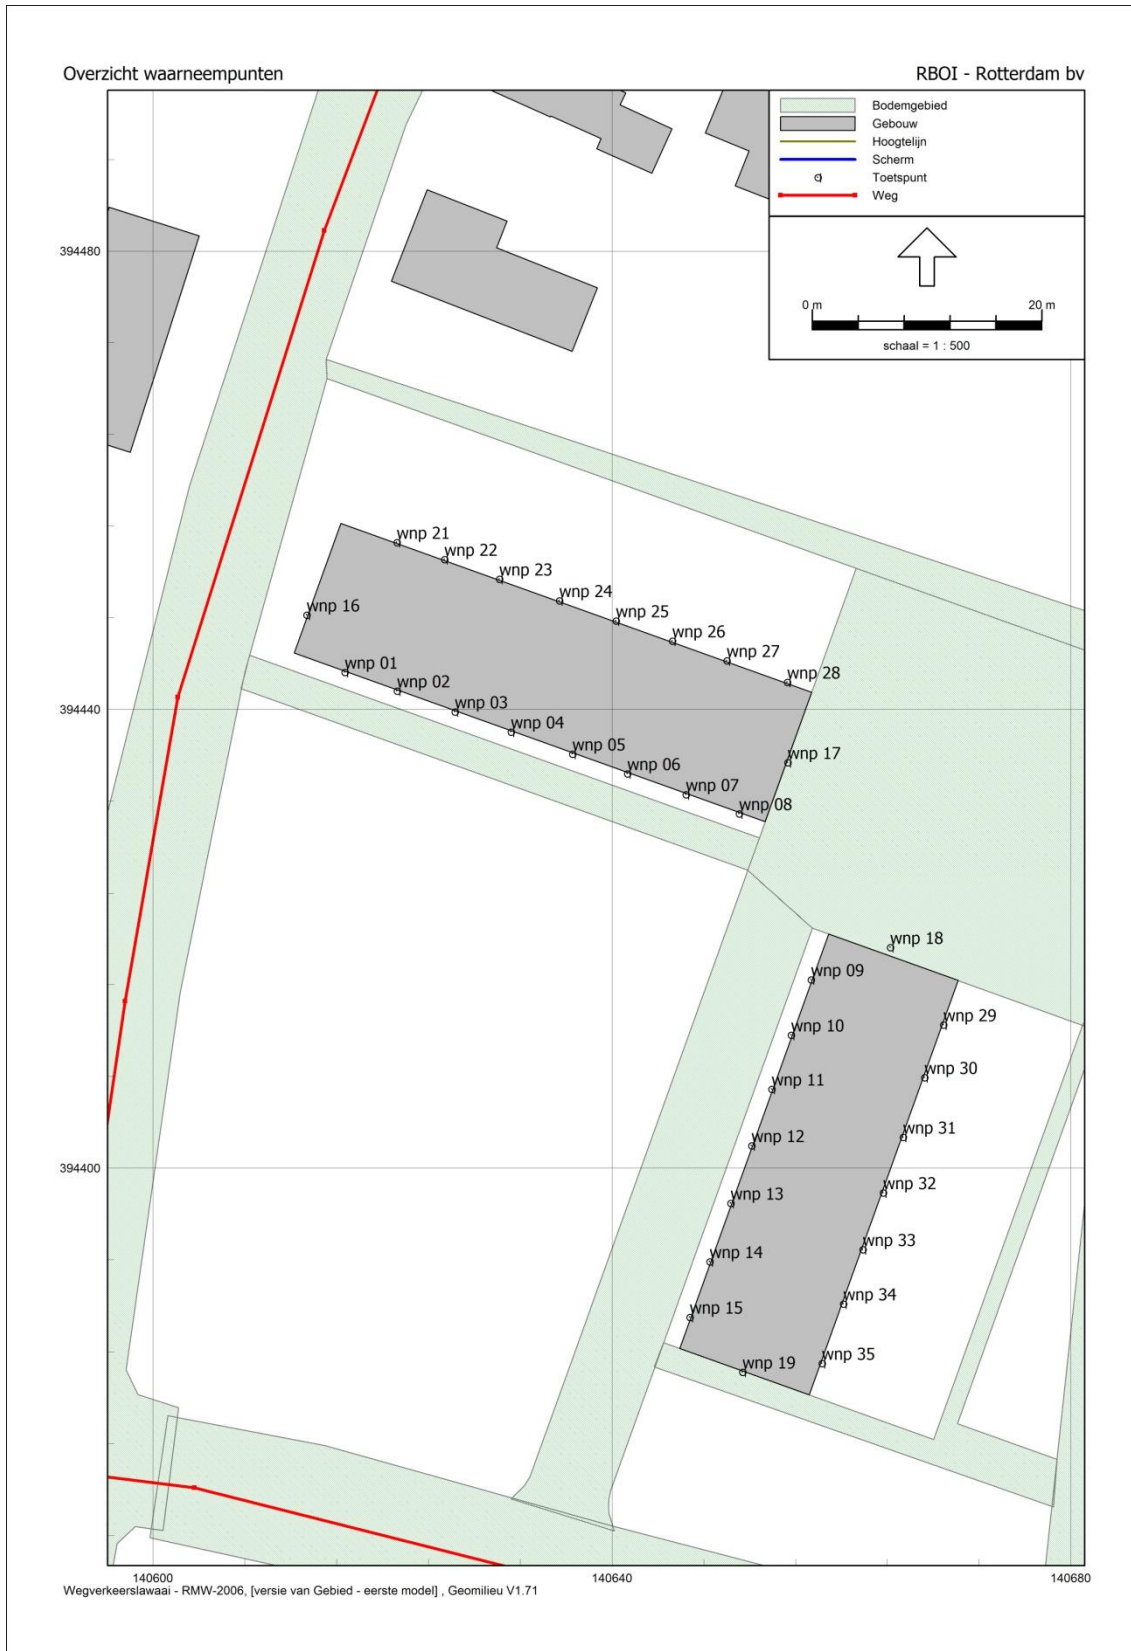 Overzicht waarneempunten
RBOI - Rotterdam bv
Bodemgebied
Gebouw
Hoogtelijn
Scherm
Toetspunt
Weg
0 m
20 m
schaal = 1 : 500
394480
wnp 21
wnp 22
wnp 23
wnp 24
wnp 25
wnp 26
wnp 27
wnp 28
wnp 16
wnp 01
wnp 02
wnp 03
wnp 04
wnp 05
wnp 06
wnp 07
wnp 08
wnp 17
394440
wnp 18
wnp 09
wnp 10
wnp 11
wnp 12
wnp 13
wnp 14
wnp 15
wnp 29
wnp 30
wnp 31
wnp 32
wnp 33
wnp 34
wnp 35
wnp 19
394400
140600
140640
140680
Wegverkeerslawaai - RMW-2006, [versie van Gebied - eerste model] , Geomilieu V1.71